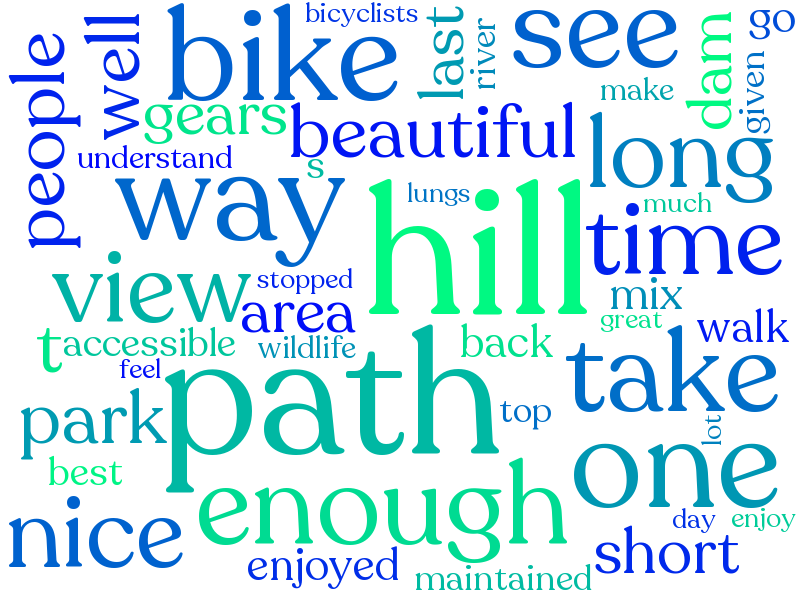 bicyclists
people
well
bike
last
river
see
go
make
dam
given
gears
beautiful
understand
s
long
way
lungs
hill
much
time
view
stopped
mix
area
t
accessible
wildlife
back
great
walk
feel
path
take
park
top
lot
best
one
enough
nice
day
enjoy
enjoyed
short
maintained